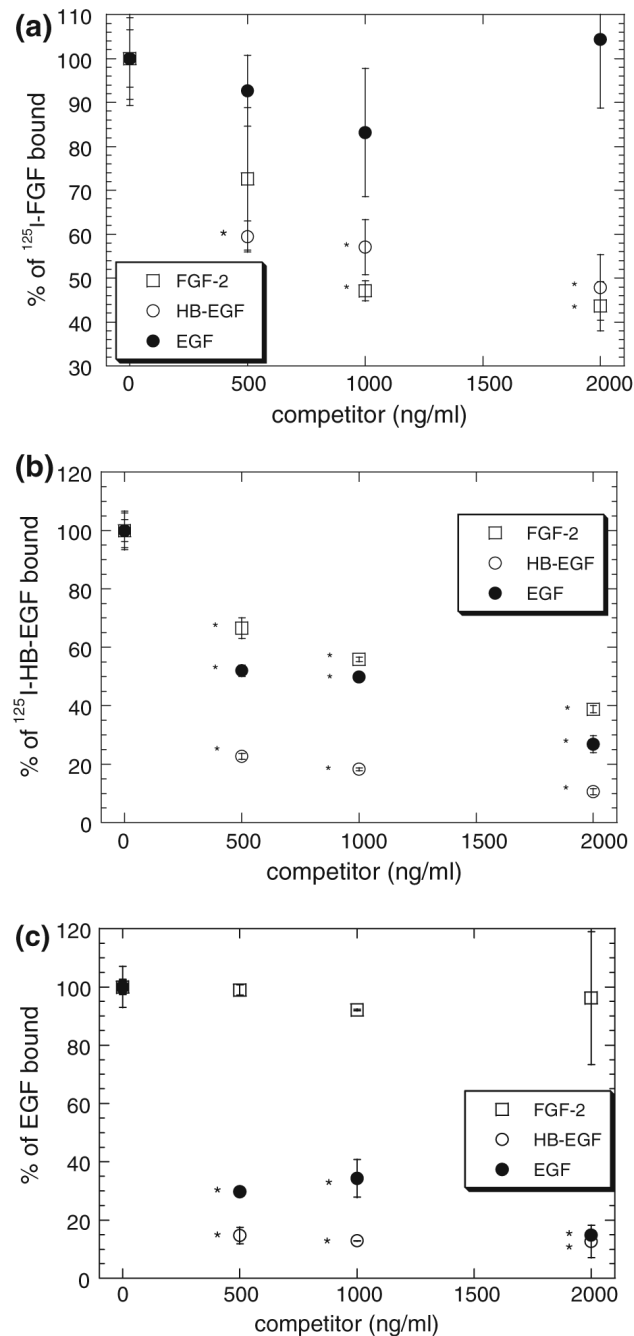 (a)
110
100
90
80
70
60
50
40
30
% of ¹²⁵I-FGF bound
*
*
*
*
*
FGF-2
HB-EGF
EGF
0 500 1000 1500 2000
competitor (ng/ml)
(b)
120
100
80
60
40
20
0
% of ¹²⁵I-HB-EGF bound
FGF-2
HB-EGF
EGF
*
*
*
*
*
*
*
*
*
0 500 1000 1500 2000
competitor (ng/ml)
(c)
120
100
80
60
40
20
0
% of EGF bound
FGF-2
HB-EGF
EGF
*
*
*
*
*
*
0 500 1000 1500 2000
competitor (ng/ml)